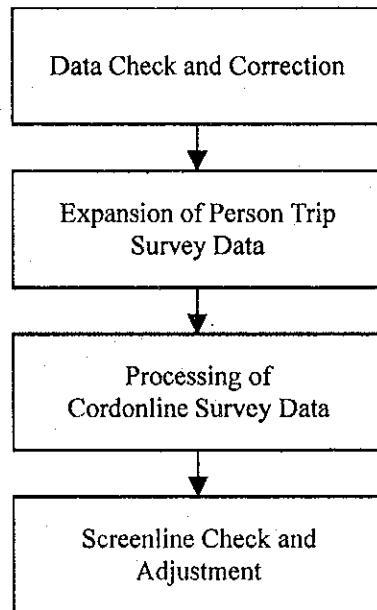 Data Check and Correction
Expansion of Person Trip
Survey Data
Processing of
Cordonline Survey Data
Screenline Check and
Adjustment